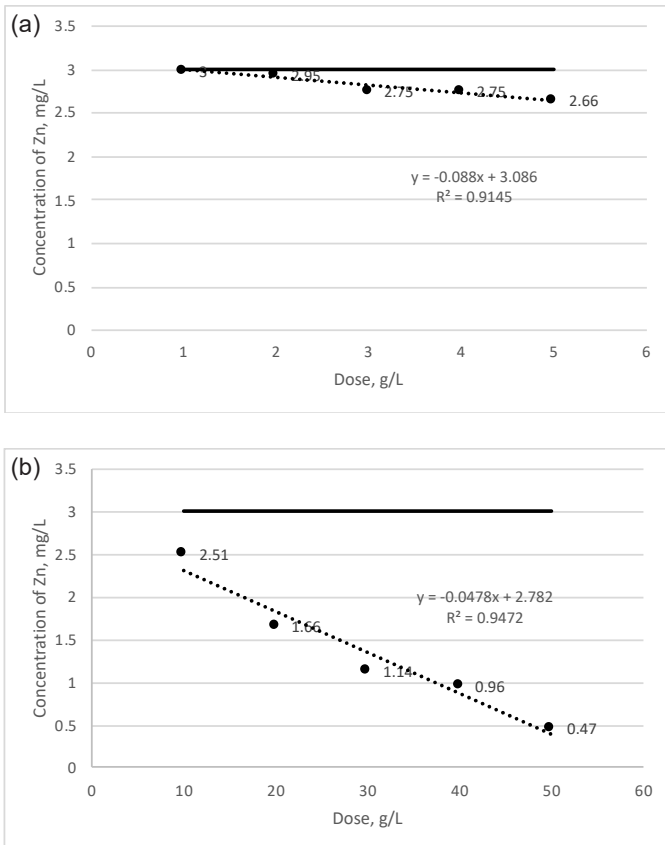 (a)
3.5
3
2.5
2
1.5
1
0.5
0
3
2.95
2.75
2.75
2.66
y = -0.088x + 3.086
R² = 0.9145
0 1 2 3 4 5 6
Dose, g/L
Concentration of Zn, mg/L
(b)
3.5
3
2.5
2
1.5
1
0.5
0
2.51
1.66
1.14
0.96
0.47
y = -0.0478x + 2.782
R² = 0.9472
0 10 20 30 40 50 60
Dose, g/L
Concentration of Zn, mg/L